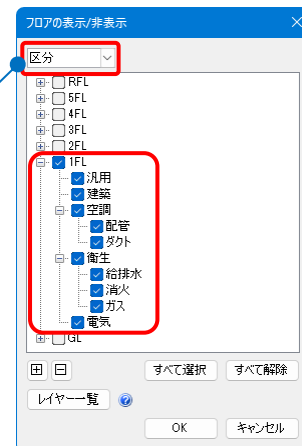 フロアの表示/非表示
区分
RFL
5FL
4FL
3FL
2FL
1FL
汎用
建築
空調
配管
ダクト
衛生
給排水
消火
ガス
電気
GL
すべて選択 すべて解除
レイヤー一覧
OK キャンセル